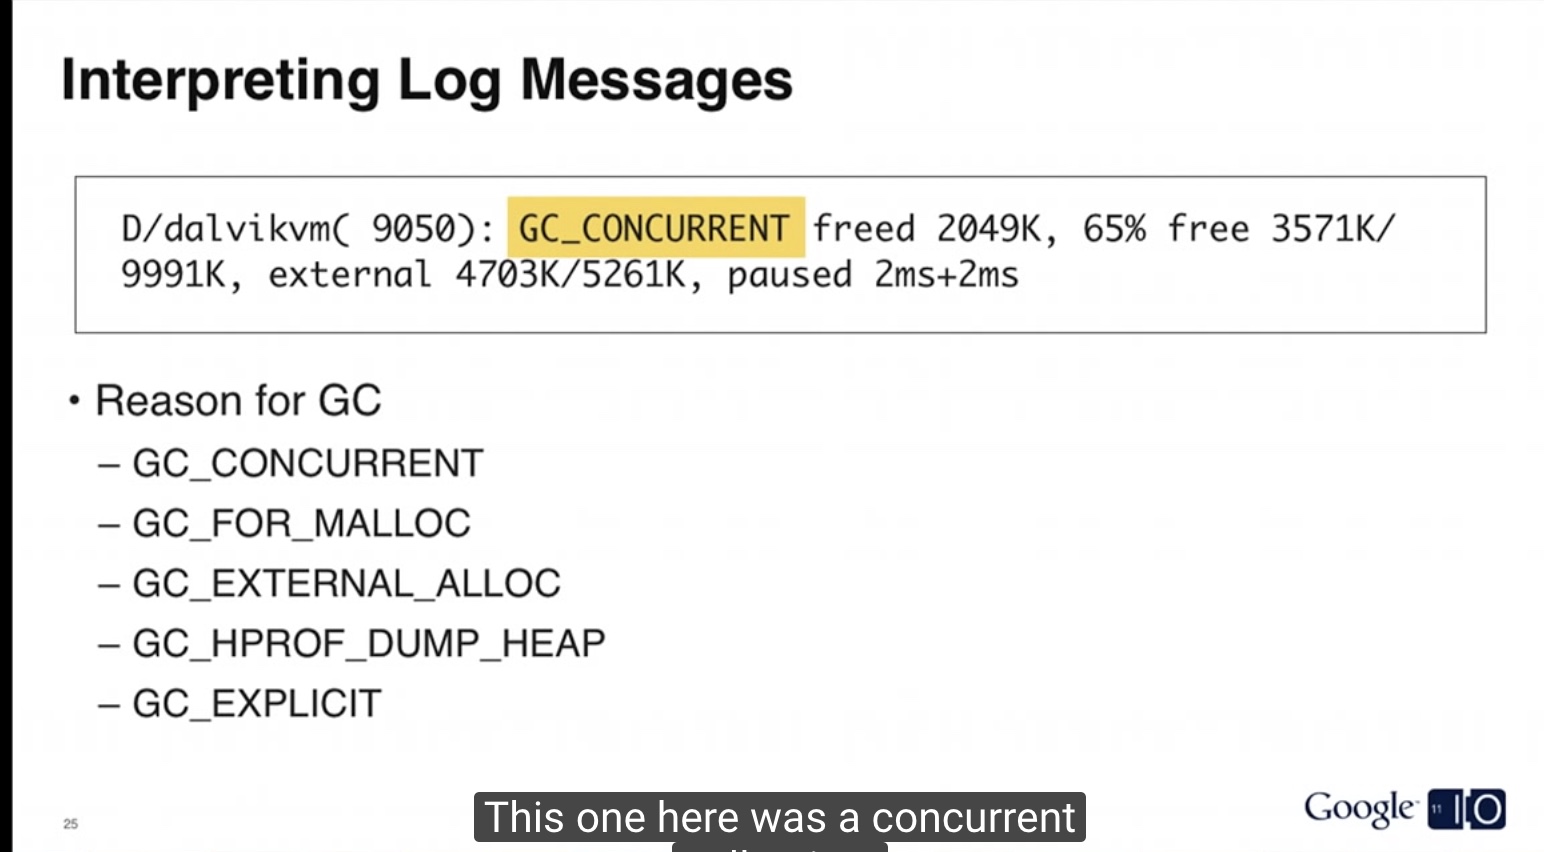 Interpreting Log Messages
D/dalvikvm( 9050): GC_CONCURRENT freed 2049K, 65% free 3571K/
9991K, external 4703K/5261K, paused 2ms+2ms
• Reason for GC
– GC_CONCURRENT
– GC_FOR_MALLOC
– GC_EXTERNAL_ALLOC
– GC_HPROF_DUMP_HEAP
– GC_EXPLICIT
This one here was a concurrent
25
Google 11 IO